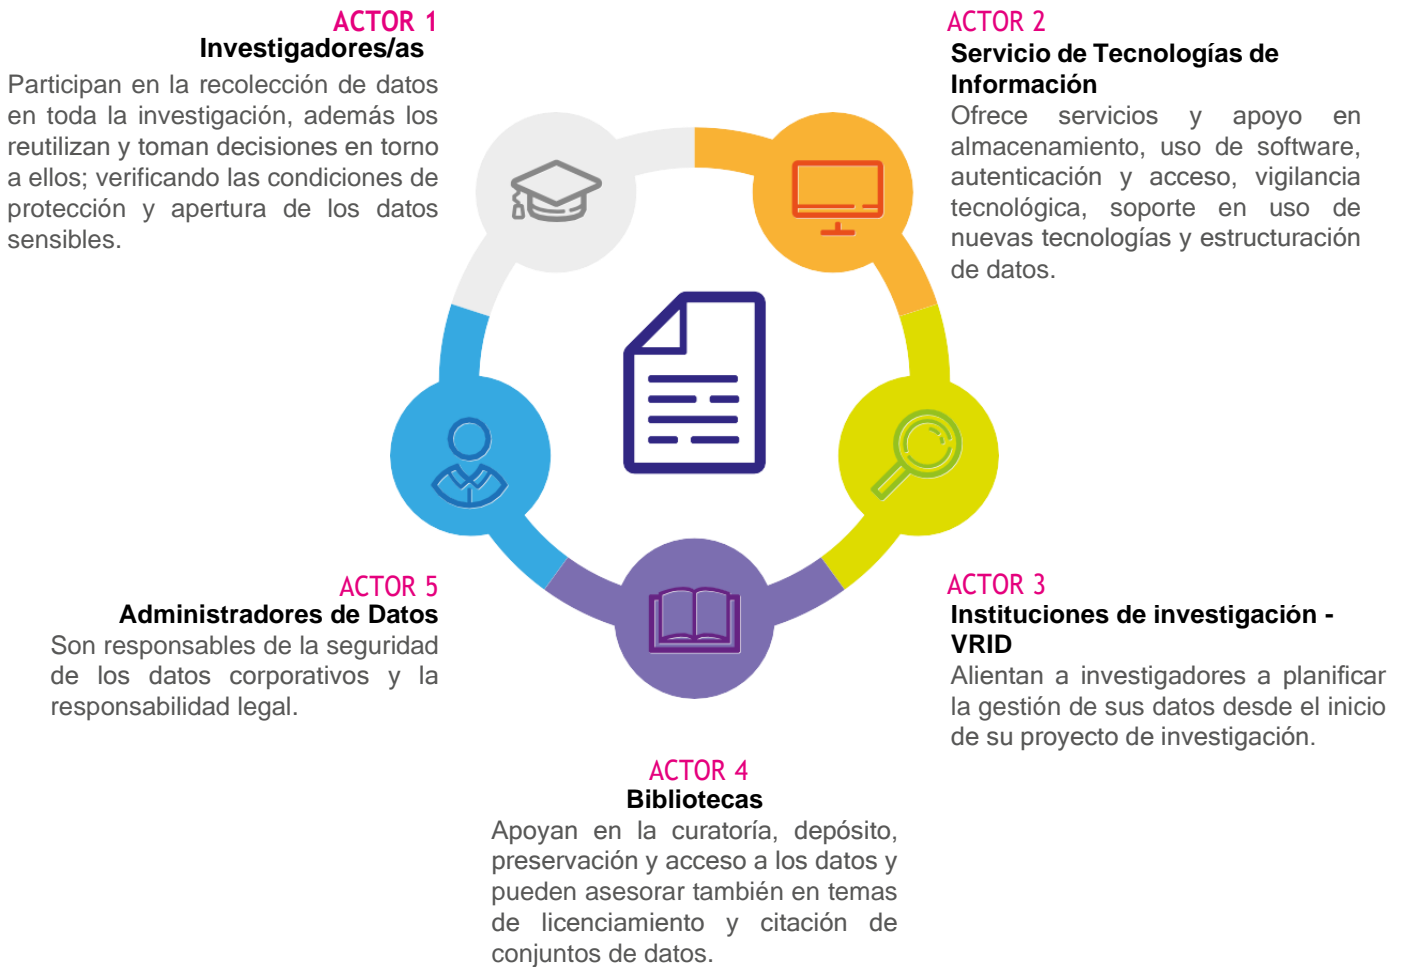 ACTOR 1
Investigadores/as
Participan en la recolección de datos
en toda la investigación, además los
reutilizan y toman decisiones en torno
a ellos; verificando las condiciones de
protección y apertura de los datos
sensibles.
ACTOR 2
Servicio de Tecnologías de
Información
Ofrece servicios y apoyo en
almacenamiento, uso de software,
autenticación y acceso, vigilancia
tecnológica, soporte en uso de
nuevas tecnologías y estructuración
de datos.
ACTOR 3
Instituciones de investigación -
VRID
Alientan a investigadores a planificar
la gestión de sus datos desde el inicio
de su proyecto de investigación.
ACTOR 4
Bibliotecas
Apoyan en la curatoría, depósito,
preservación y acceso a los datos y
pueden asesorar también en temas
de licenciamiento y citación de
conjuntos de datos.
ACTOR 5
Administradores de Datos
Son responsables de la seguridad
de los datos corporativos y la
responsabilidad legal.